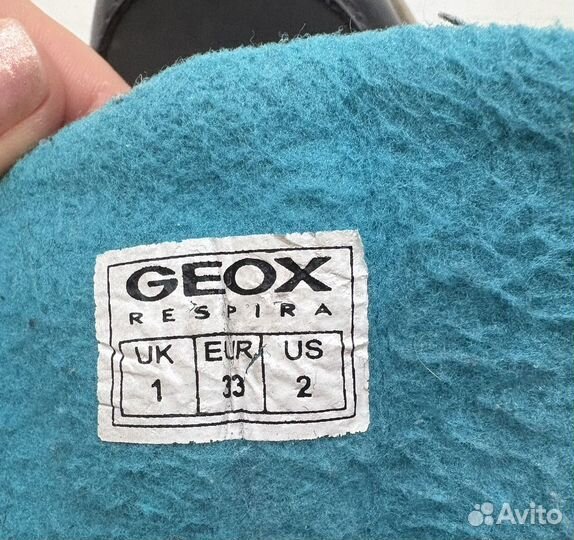 GEOX
RESPIRA
UK EUR US
1 33 2
Avito